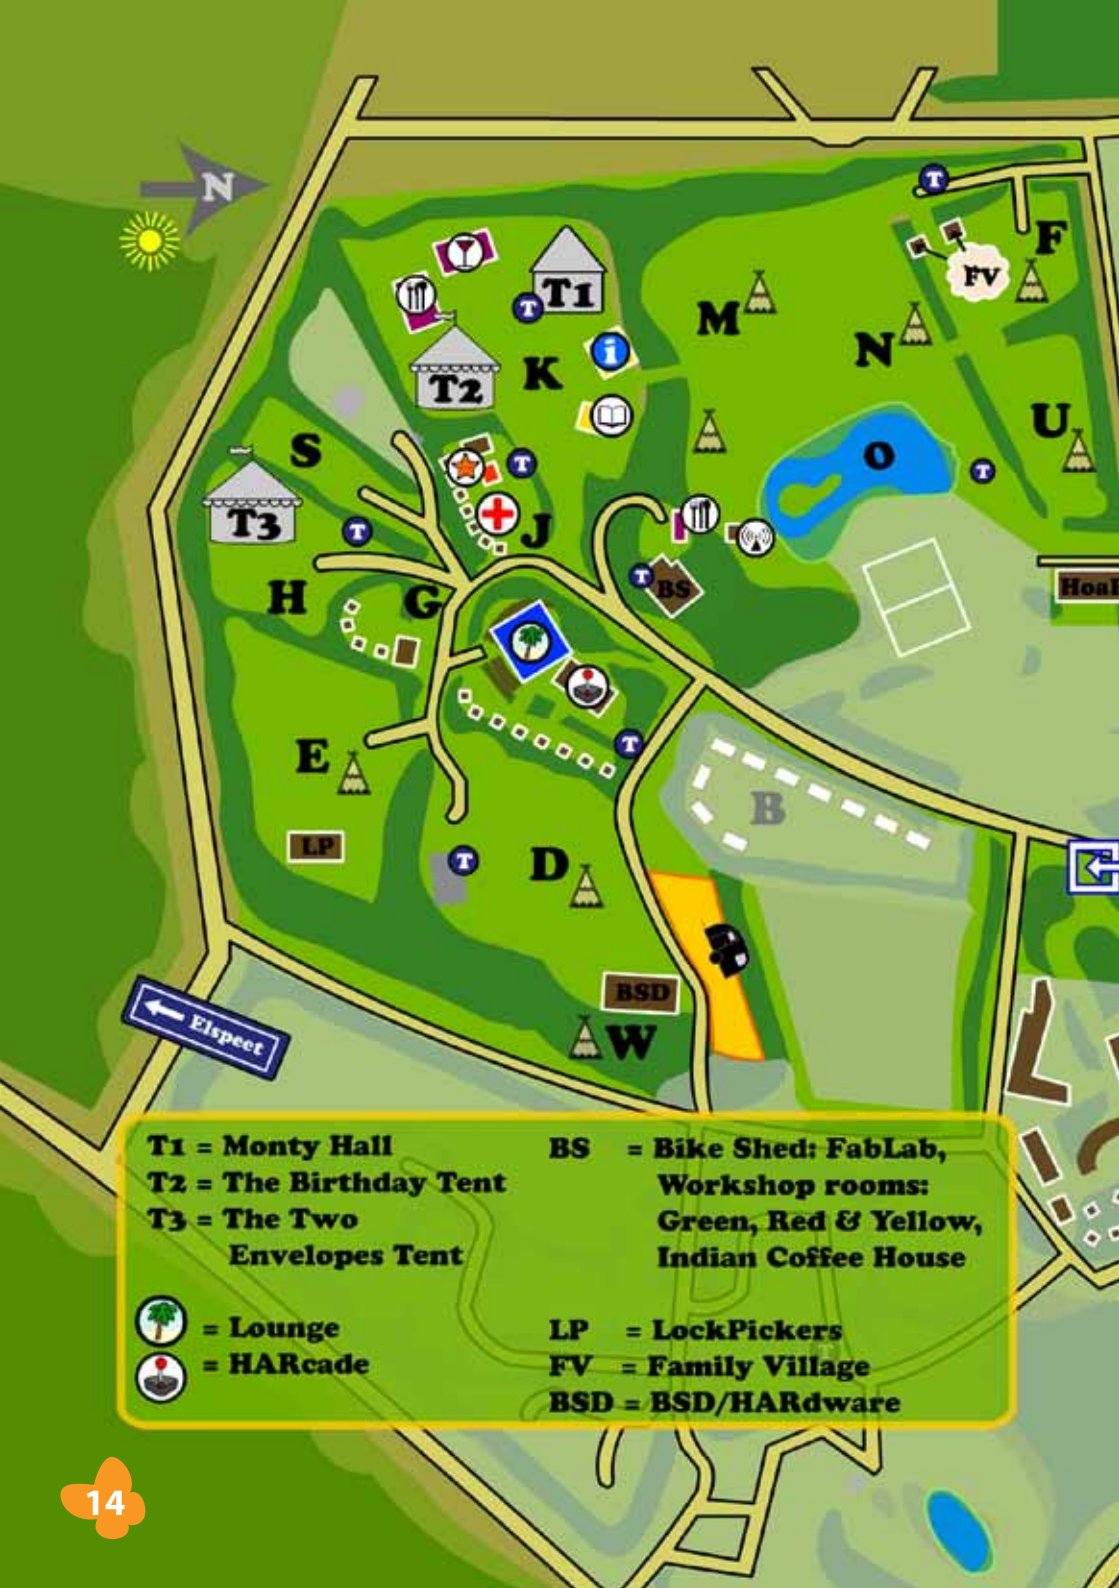 N
T
F
T1
FV
T
M
i
N
K
T2
U
S
O
T
T
T3
T
J
T
BS
H
G
T
E
B
LP
T
D
BSD
W
Elspeet
T1 = Monty Hall
T2 = The Birthday Tent
T3 = The Two
Envelopes Tent
= Lounge
= HARcade
BS = Bike Shed: FabLab,
Workshop rooms:
Green, Red & Yellow,
Indian Coffee House
LP = LockPickers
FV = Family Village
BSD = BSD/HARdware
14